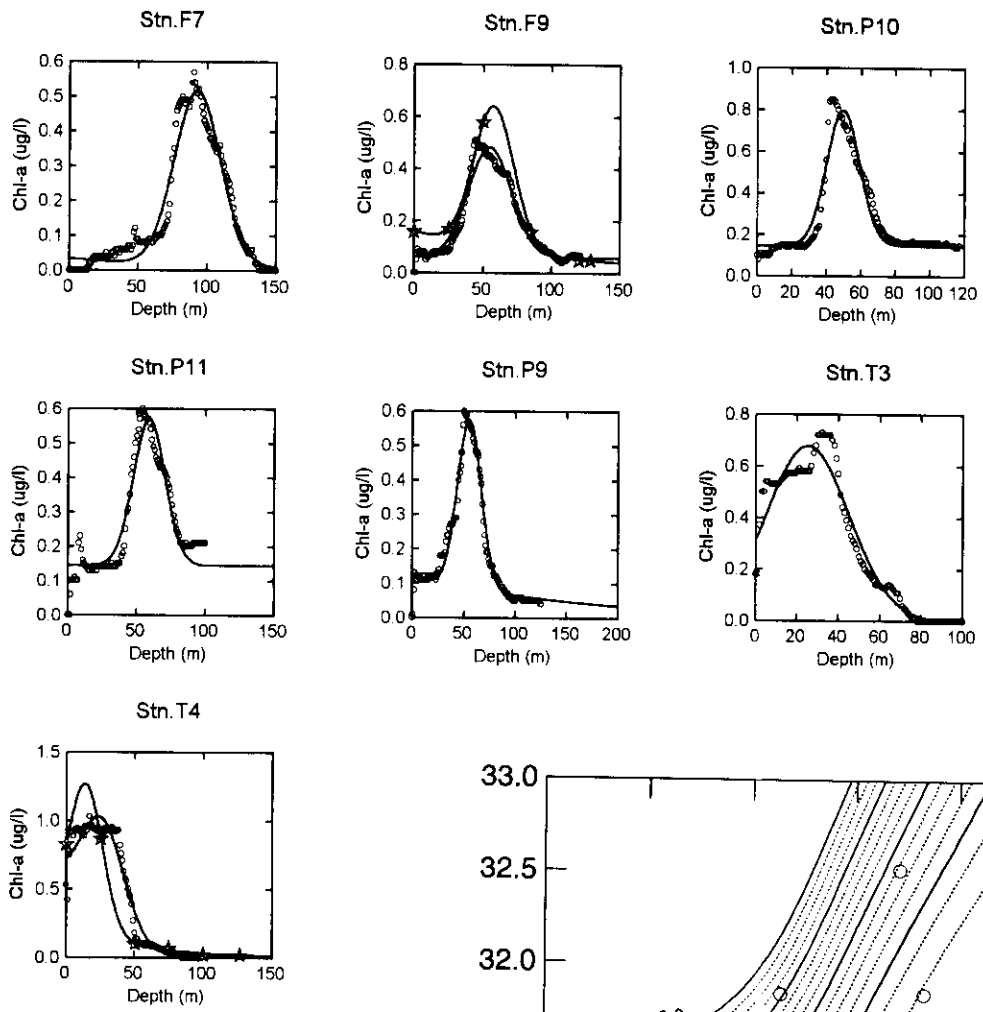 Stn.F7
0.6
0.5
0.4
0.3
0.2
0.1
0.0
Chl-a (ug/l)
0 50 100 150
Depth (m)
Stn.F9
0.8
0.6
0.4
0.2
0.0
Chl-a (ug/l)
0 50 100 150
Depth (m)
Stn.P10
1.0
0.8
0.6
0.4
0.2
0.0
Chl-a (ug/l)
0 20 40 60 80 100 120
Depth (m)
Stn.P11
0.6
0.5
0.4
0.3
0.2
0.1
0.0
Chl-a (ug/l)
0 50 100 150
Depth (m)
Stn.P9
0.6
0.5
0.4
0.3
0.2
0.1
0.0
Chl-a (ug/l)
0 50 100 150 200
Depth (m)
Stn.T3
0.8
0.6
0.4
0.2
0.0
Chl-a (ug/l)
0 20 40 60 80 100
Depth (m)
Stn.T4
1.5
1.0
0.5
0.0
Chl-a (ug/l)
0 50 100 150
Depth (m)
33.0
32.5
32.0